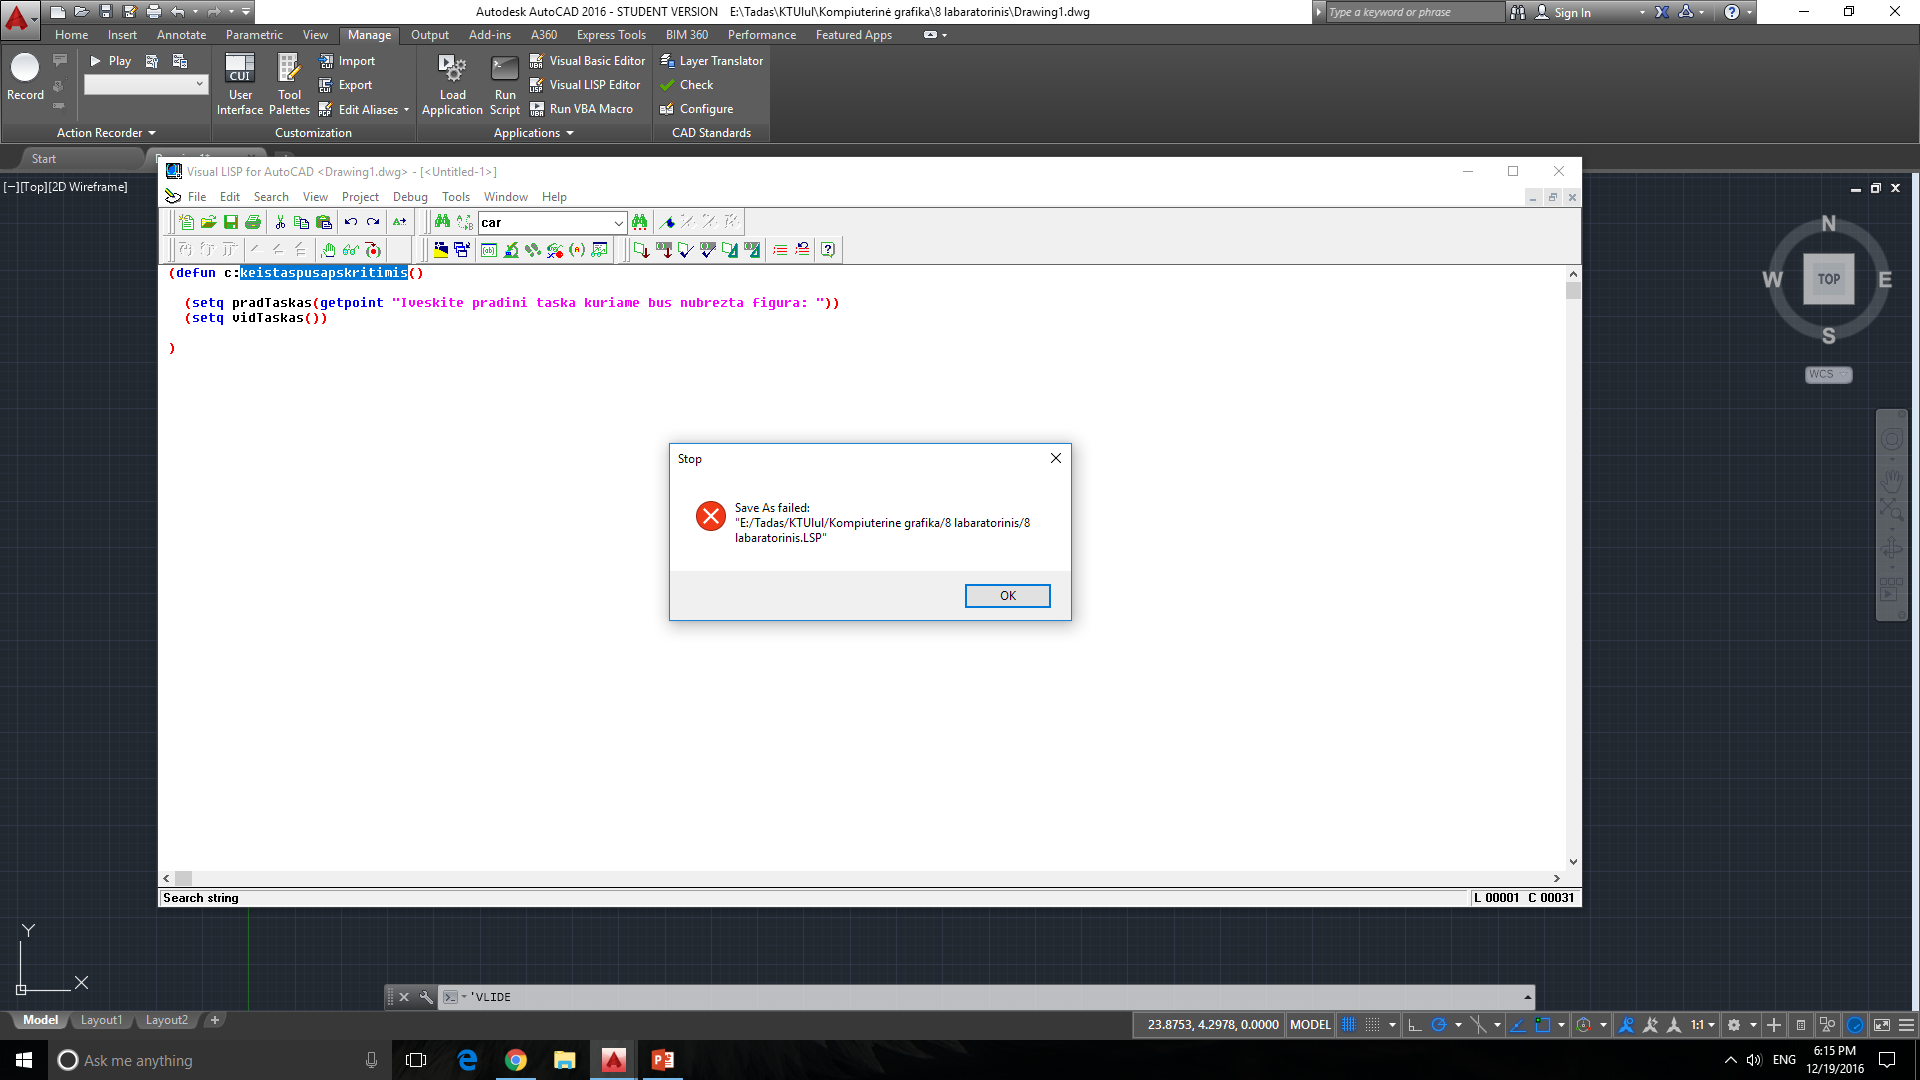 Autodesk AutoCAD 2016 - STUDENT VERSION E:\Tadas\KTUIul\Kompiuterinė grafika\8 labaratorinis\Drawing1.dwg
Type a keyword or phrase
Sign In
Home Insert Annotate Parametric View Manage Output Add-ins A360 Express Tools BIM 360 Performance Featured Apps
Record
Play
CUI
User Interface
Tool Palettes
Import
Export
Edit Aliases
Load Application
Run Script
Visual Basic Editor
Visual LISP Editor
Run VBA Macro
Layer Translator
Check
Configure
Action Recorder
Customization
Applications
CAD Standards
Start
[−][Top][2D Wireframe]
Visual LISP for AutoCAD <Drawing1.dwg> - [<Untitled-1>]
File Edit Search View Project Debug Tools Window Help
car
(defun c:keistaspusapskritimis()
(setq pradTaskas(getpoint "Iveskite pradini taska kuriame bus nubrezta figura: "))
(setq vidTaskas())
)
Stop
Save As failed:
"E:/Tadas/KTUIul/Kompiuterine grafika/8 labaratorinis/8
labaratorinis.LSP"
OK
Search string
L 00001 C 00031
N
W
TOP
E
S
WCS
Y
X
'VLIDE
Model Layout1 Layout2
23.8753, 4.2978, 0.0000 MODEL
1:1
Ask me anything
ENG
6:15 PM
12/19/2016